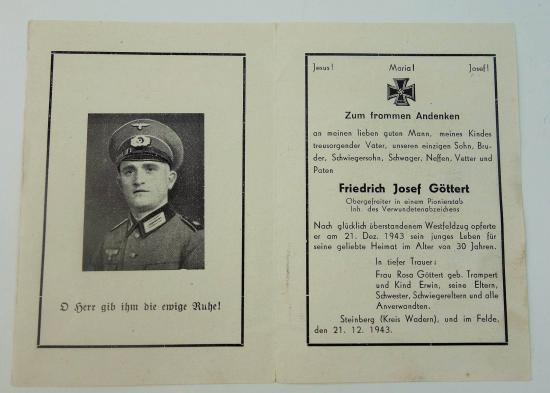 O Herr gib ihm die ewige Ruhe!
Jesus! Maria! Josef!
Zum frommen Andenken
an meinen lieben guten Mann, meines Kindes
treusorgender Vater, unseren einzigen Sohn, Bru-
der, Schwiegersohn, Schwager, Neffen, Vetter und
Paten
Friedrich Josef Göttert
Obergefreiter in einem Pionierstab
Inh. des Verwundetenabzeichens
Nach glücklich überstandenem Westfeldzug opferte
er am 21. Dez. 1943 sein junges Leben für
seine geliebte Heimat im Alter von 30 Jahren.
In tiefer Trauer:
Frau Rosa Göttert geb. Trampert
und Kind Erwin, seine Eltern,
Schwester, Schwiegereltern und alle
Anverwandten.
Steinberg (Kreis Wadern), und im Felde,
den 21. 12. 1943.